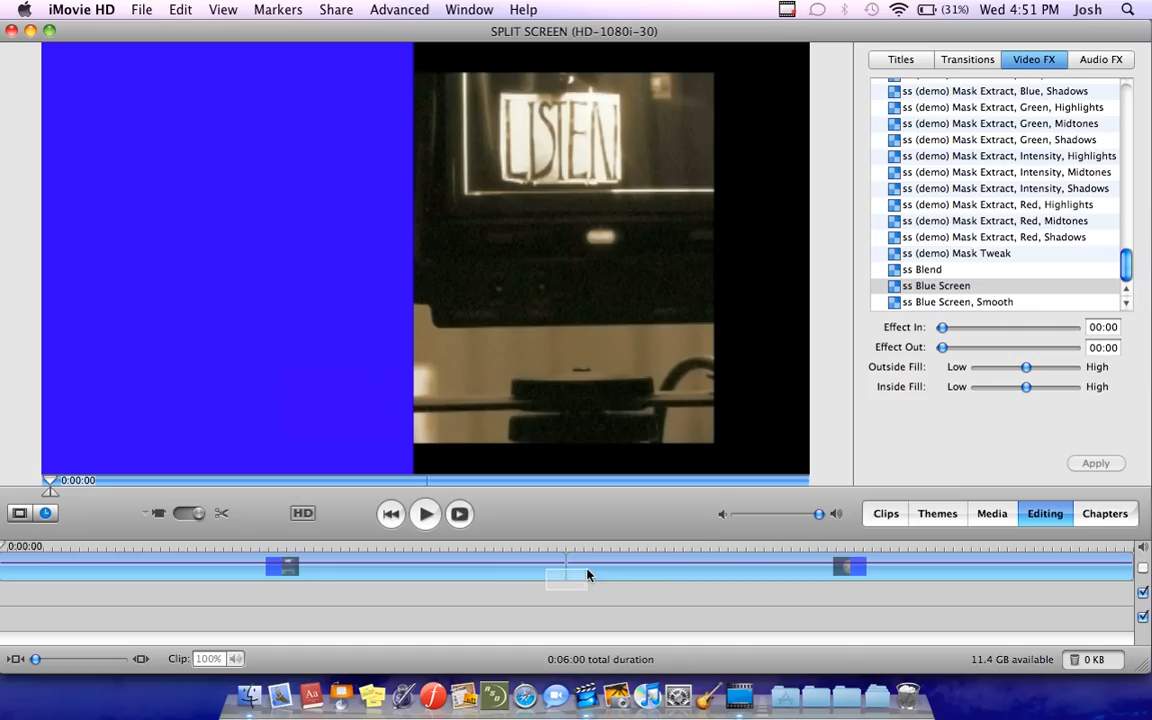 iMovie HD File Edit View Markers Share Advanced Window Help (31%) Wed 4:51 PM Josh
SPLIT SCREEN (HD-1080i-30)
Titles Transitions Video FX Audio FX
LISTEN
ss (demo) Mask Extract, Blue, Shadows
ss (demo) Mask Extract, Green, Highlights
ss (demo) Mask Extract, Green, Midtones
ss (demo) Mask Extract, Green, Shadows
ss (demo) Mask Extract, Intensity, Highlights
ss (demo) Mask Extract, Intensity, Midtones
ss (demo) Mask Extract, Intensity, Shadows
ss (demo) Mask Extract, Red, Highlights
ss (demo) Mask Extract, Red, Midtones
ss (demo) Mask Extract, Red, Shadows
ss (demo) Mask Tweak
ss Blend
ss Blue Screen
ss Blue Screen, Smooth
Effect In: 00:00
Effect Out: 00:00
Outside Fill: Low High
Inside Fill: Low High
Apply
0:00:00
HD
Clips Themes Media Editing Chapters
0:00:00
Clip: 100% 0:06:00 total duration 11.4 GB available 0 KB